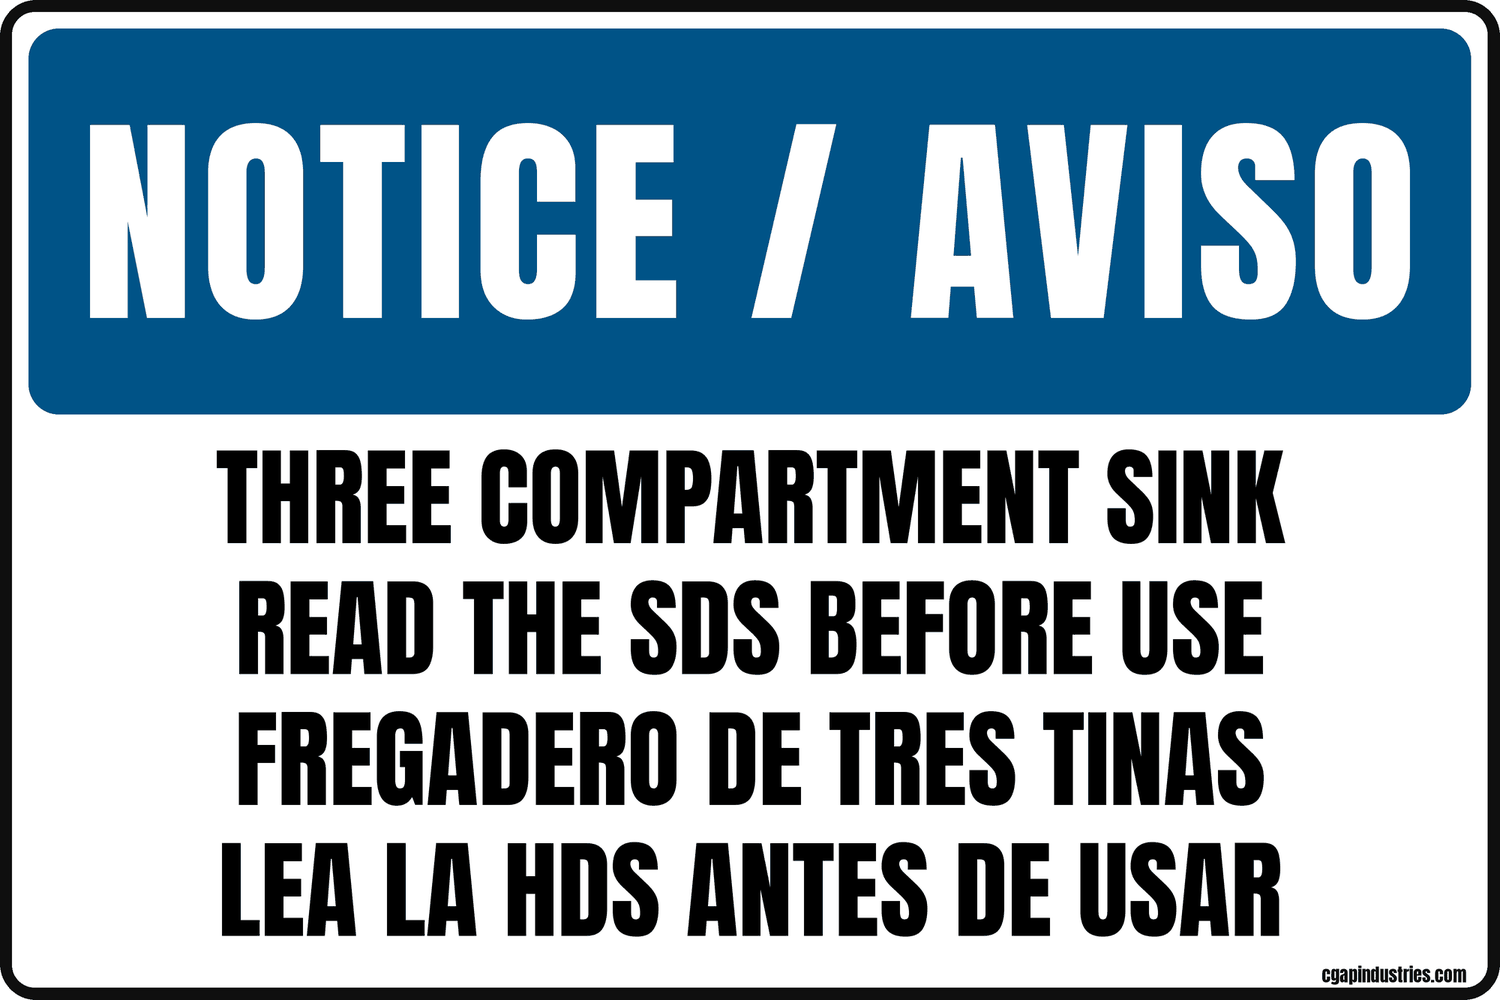 NOTICE / AVISO
THREE COMPARTMENT SINK
READ THE SDS BEFORE USE
FREGADERO DE TRES TINAS
LEA LA HDS ANTES DE USAR
cgapindustries.com